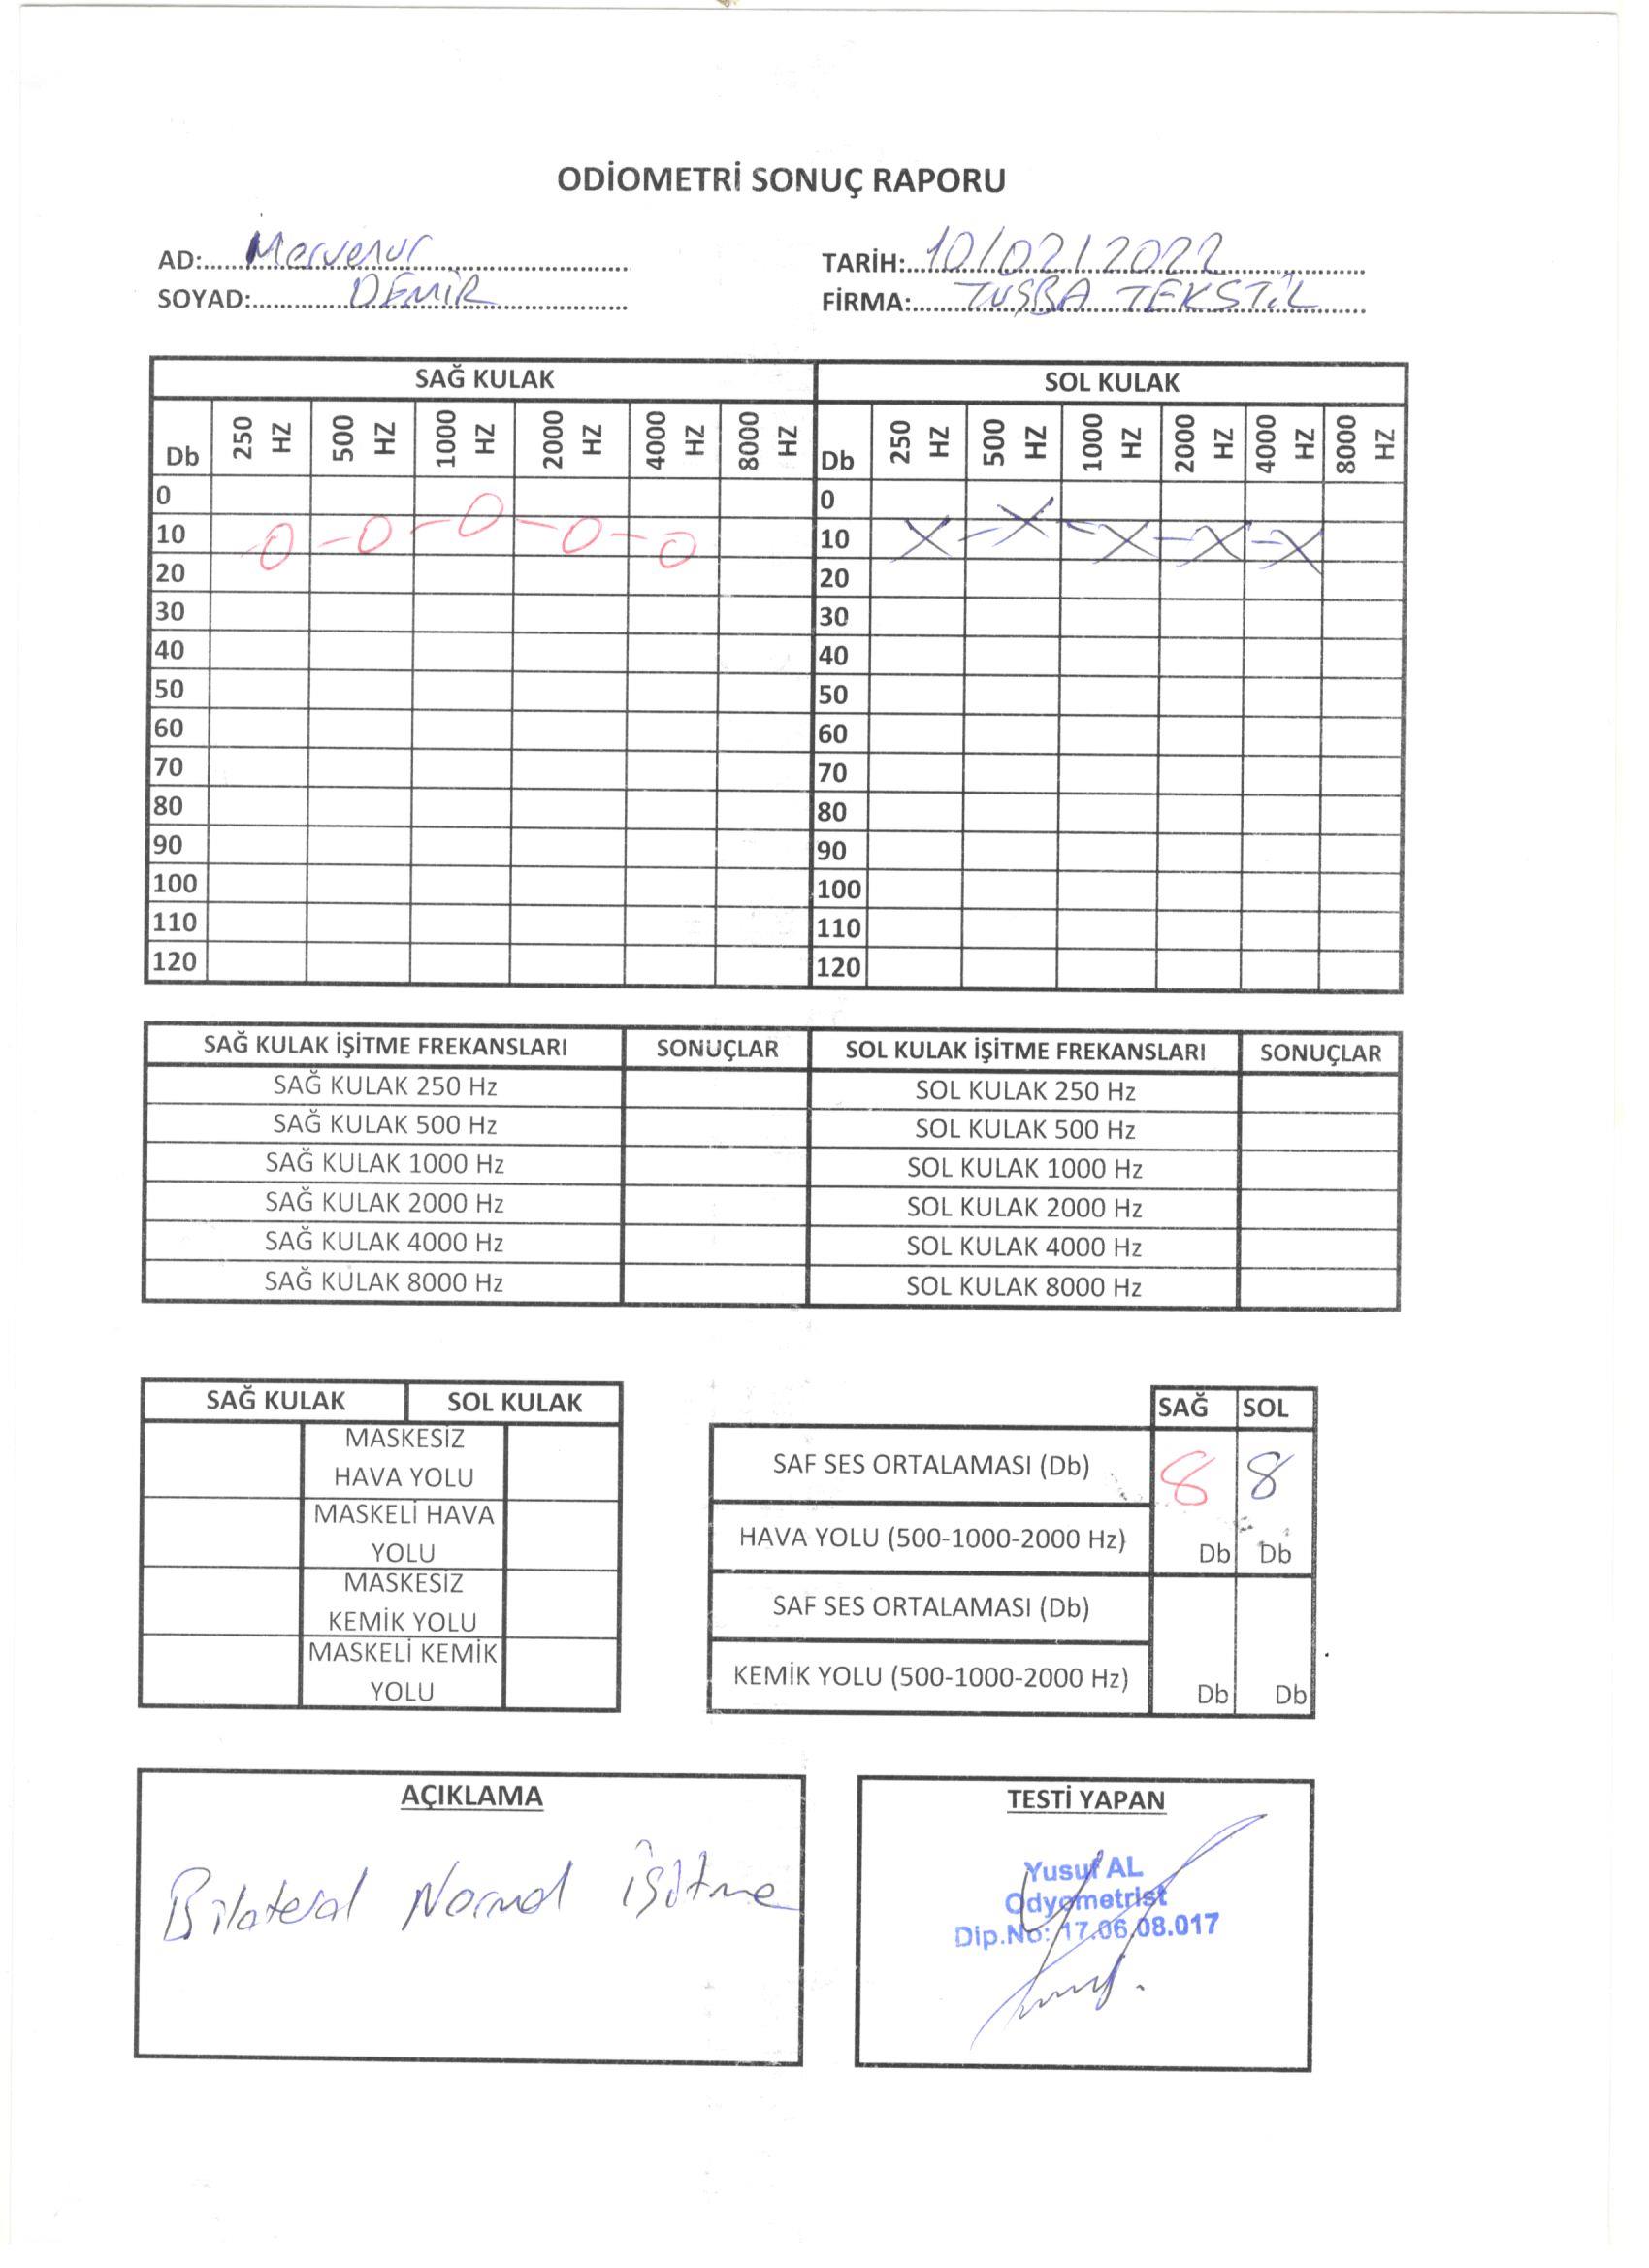 ODİOMETRİ SONUÇ RAPORU
AD: Mervenur
SOYAD: DEMİR
TARİH: 10/02/2022
FİRMA: TUŞBA TEKSTİL
SAĞ KULAK SOL KULAK
Db 250 HZ 500 HZ 1000 HZ 2000 HZ 4000 HZ 8000 HZ Db 250 HZ 500 HZ 1000 HZ 2000 HZ 4000 HZ 8000 HZ
0 0
10 10
20 20
30 30
40 40
50 50
60 60
70 70
80 80
90 90
100 100
110 110
120 120
SAĞ KULAK İŞİTME FREKANSLARI SONUÇLAR SOL KULAK İŞİTME FREKANSLARI SONUÇLAR
SAĞ KULAK 250 Hz SOL KULAK 250 Hz
SAĞ KULAK 500 Hz SOL KULAK 500 Hz
SAĞ KULAK 1000 Hz SOL KULAK 1000 Hz
SAĞ KULAK 2000 Hz SOL KULAK 2000 Hz
SAĞ KULAK 4000 Hz SOL KULAK 4000 Hz
SAĞ KULAK 8000 Hz SOL KULAK 8000 Hz
SAĞ KULAK SOL KULAK
MASKESİZ
HAVA YOLU
MASKELİ HAVA
YOLU
MASKESİZ
KEMİK YOLU
MASKELİ KEMİK
YOLU
SAĞ SOL
SAF SES ORTALAMASI (Db) 8 8
HAVA YOLU (500-1000-2000 Hz) Db Db
SAF SES ORTALAMASI (Db)
KEMİK YOLU (500-1000-2000 Hz) Db Db
AÇIKLAMA
Bilateral Normal İşitme
TESTİ YAPAN
Yusuf AL
Odyometrist
Dip.No: 17.06.08.017